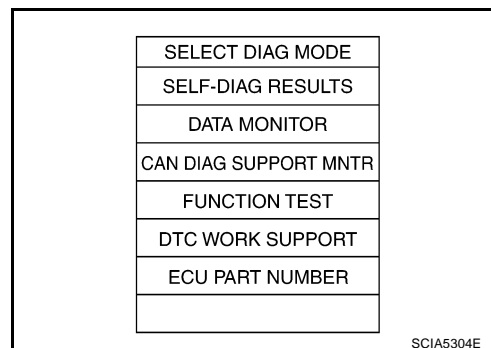 SELECT DIAG MODE
SELF-DIAG RESULTS
DATA MONITOR
CAN DIAG SUPPORT MNTR
FUNCTION TEST
DTC WORK SUPPORT
ECU PART NUMBER
SCIA5304E